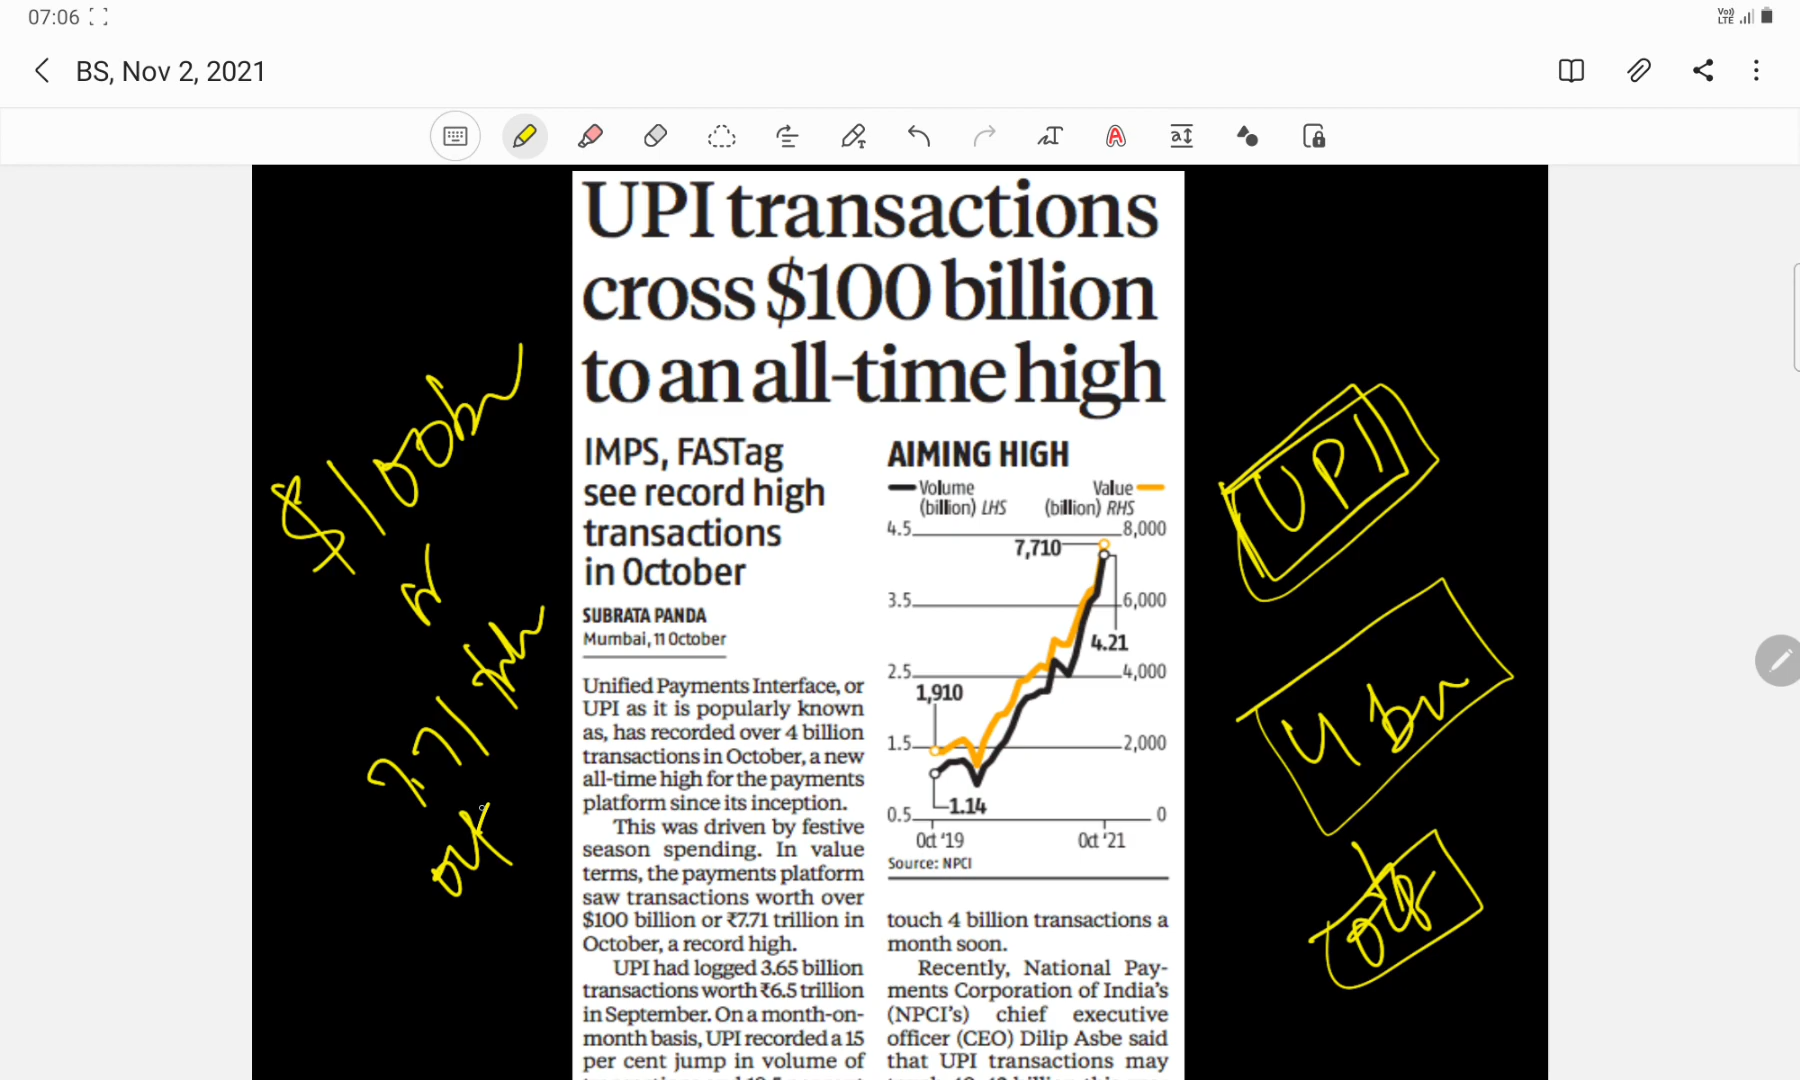 07:06
Vo)) LTE
BS, Nov 2, 2021
UPI transactions
cross $100 billion
to an all-time high
IMPS, FASTag
see record high
transactions
in October
SUBRATA PANDA
Mumbai, 11 October
Unified Payments Interface, or
UPI as it is popularly known
as, has recorded over 4 billion
transactions in October, a new
all-time high for the payments
platform since its inception.
This was driven by festive
season spending. In value
terms, the payments platform
saw transactions worth over
$100 billion or ₹7.71 trillion in
October, a record high.
UPI had logged 3.65 billion
transactions worth ₹6.5 trillion
in September. On a month-on-
month basis, UPI recorded a 15
per cent jump in volume of
AIMING HIGH
Volume (billion) LHS
Value (billion) RHS
4.5
8,000
7,710
3.5
6,000
4.21
2.5
4,000
1,910
1.5
2,000
1.14
0.5
0
Oct '19
Oct '21
Source: NPCI
touch 4 billion transactions a
month soon.
Recently, National Pay-
ments Corporation of India's
(NPCI's) chief executive
officer (CEO) Dilip Asbe said
that UPI transactions may
$100bn
7.71
UPI
4 bn